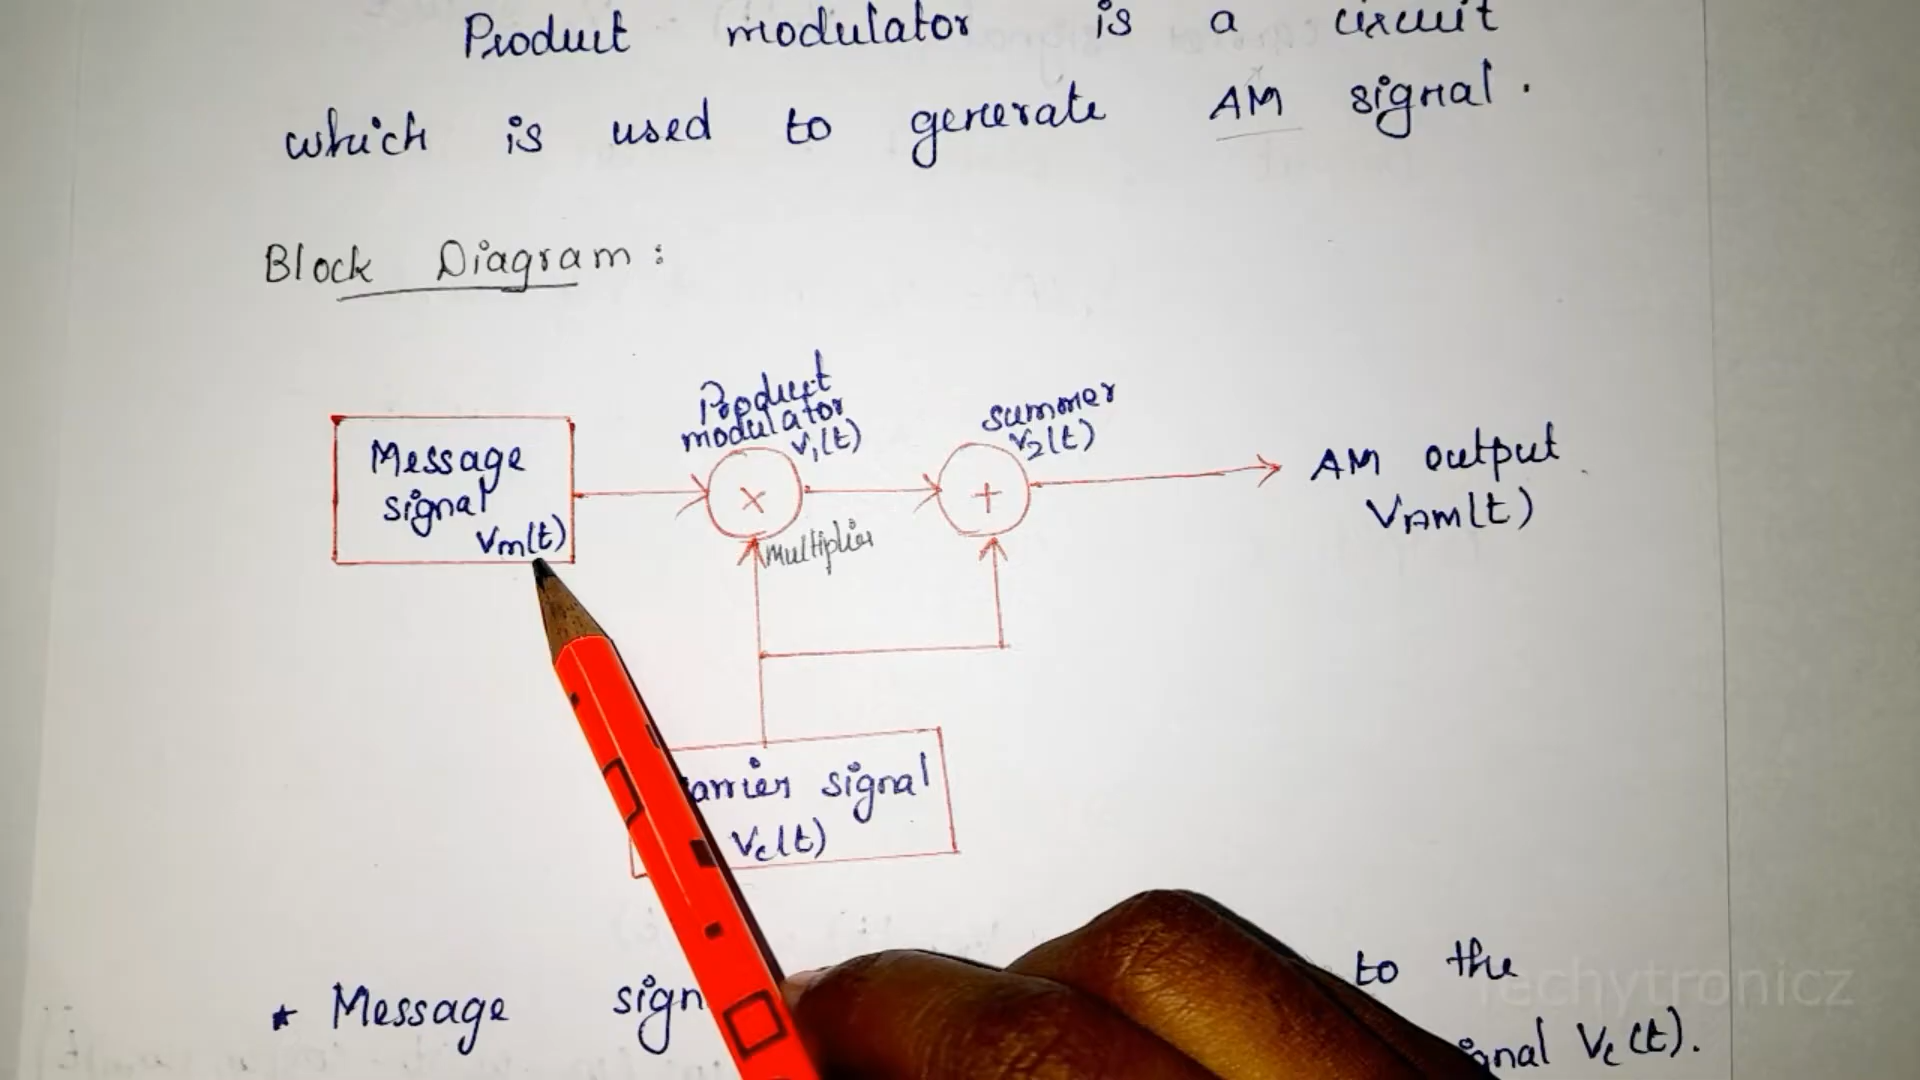 Product modulator is a circuit
which is used to generate AM signal.
Block Diagram:
Message
signal
Vm(t)
Product
modulator
V1(t)
×
multiplier
summer
V2(t)
+
AM output
VAM(t)
signal
Vc(t)
* Message
to the
Vc(t).
Techytronicz